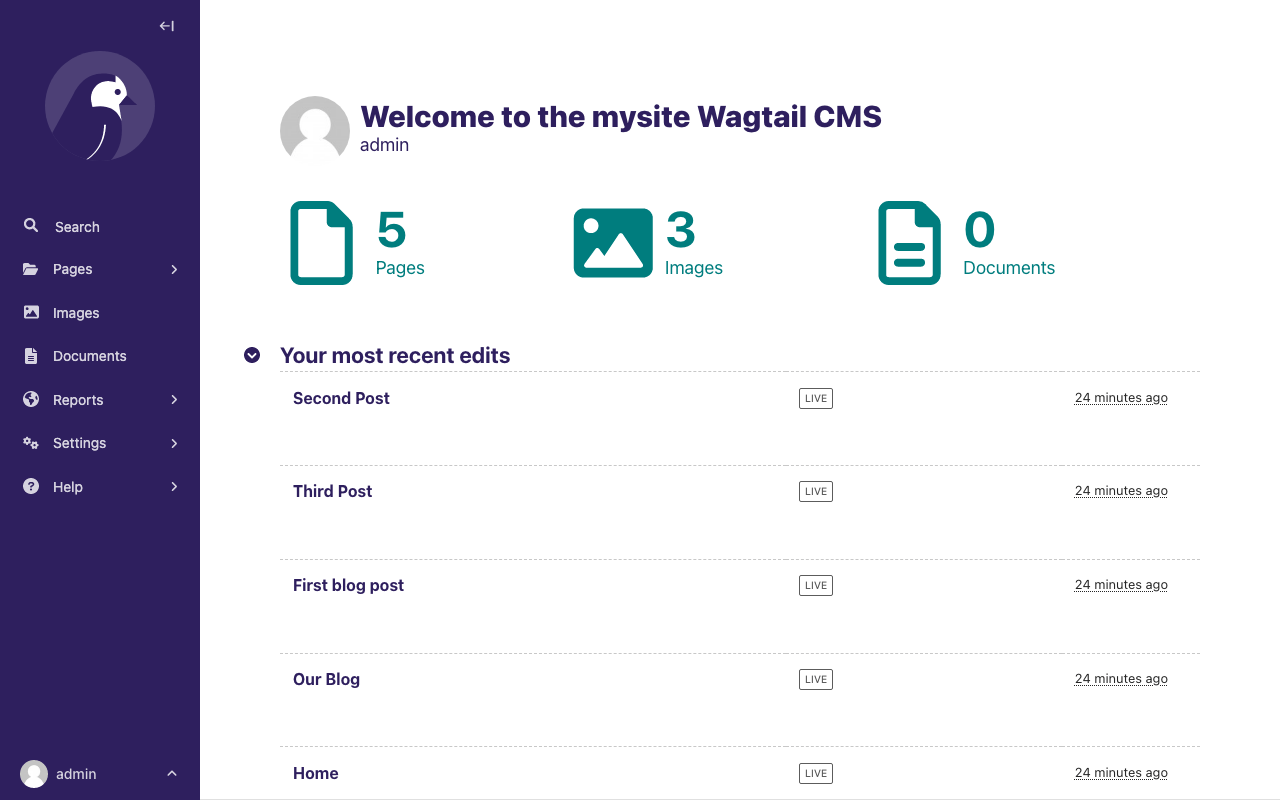 Search
Pages
Images
Documents
Reports
Settings
Help
admin
Welcome to the mysite Wagtail CMS
admin
5
Pages
3
Images
0
Documents
Your most recent edits
Second Post LIVE 24 minutes ago
Third Post LIVE 24 minutes ago
First blog post LIVE 24 minutes ago
Our Blog LIVE 24 minutes ago
Home LIVE 24 minutes ago